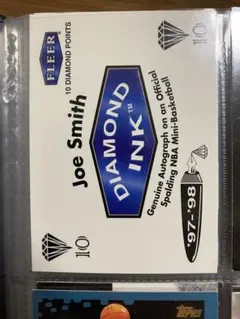 FLEER
10 DIAMOND POINTS
10
Joe Smith
DIAMOND
INK™
Genuine Autograph on an Official
Spalding NBA Mini-Basketball
'97-'98
10
TOPPS